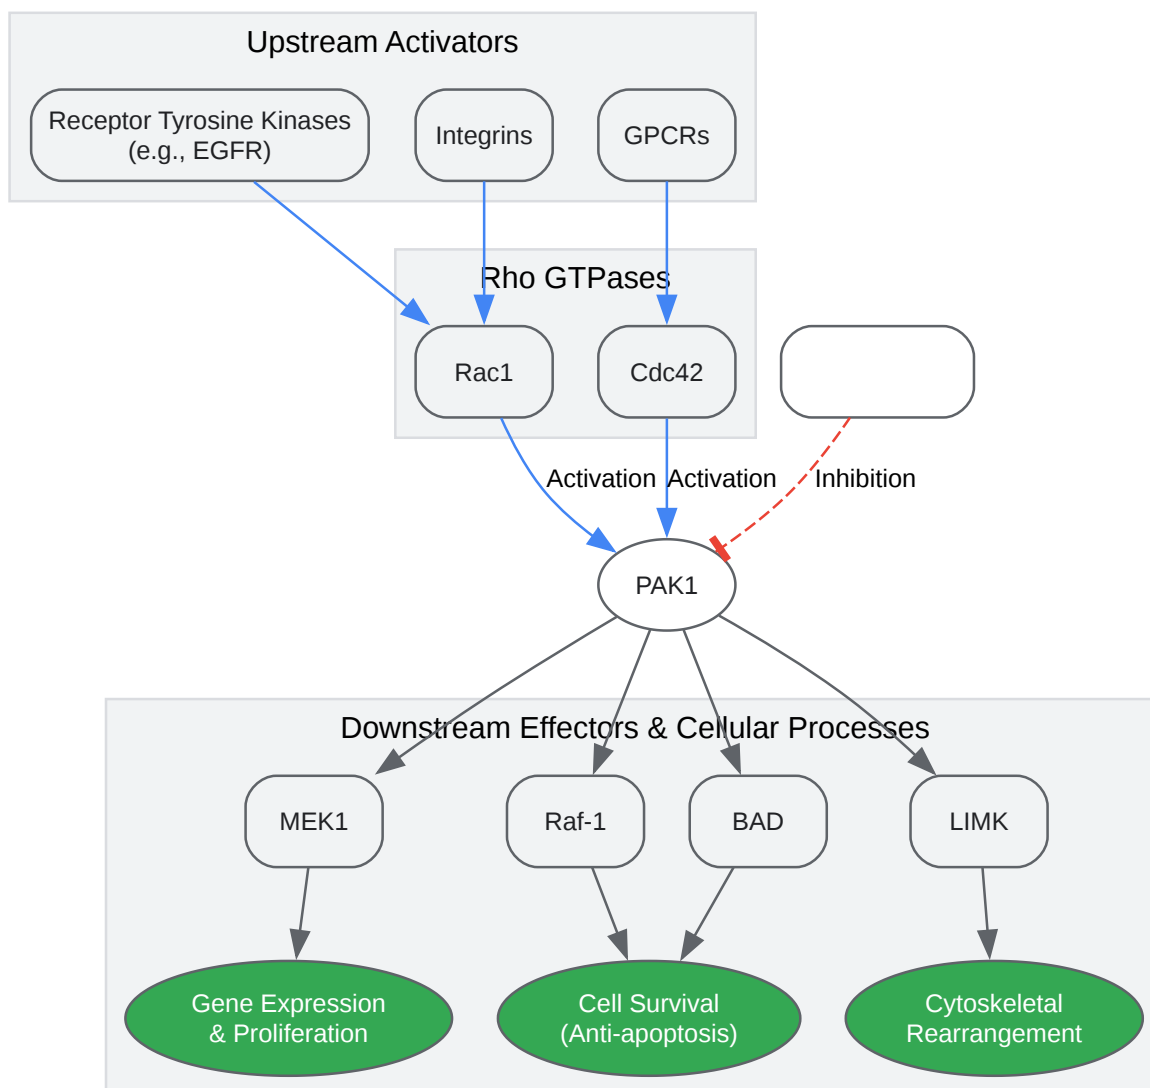 Upstream Activators
Receptor Tyrosine Kinases
(e.g., EGFR)
Integrins
GPCRs
Rho GTPases
Rac1
Cdc42
Activation
Activation
Inhibition
PAK1
Downstream Effectors & Cellular Processes
MEK1
Raf-1
BAD
LIMK
Gene Expression
& Proliferation
Cell Survival
(Anti-apoptosis)
Cytoskeletal
Rearrangement